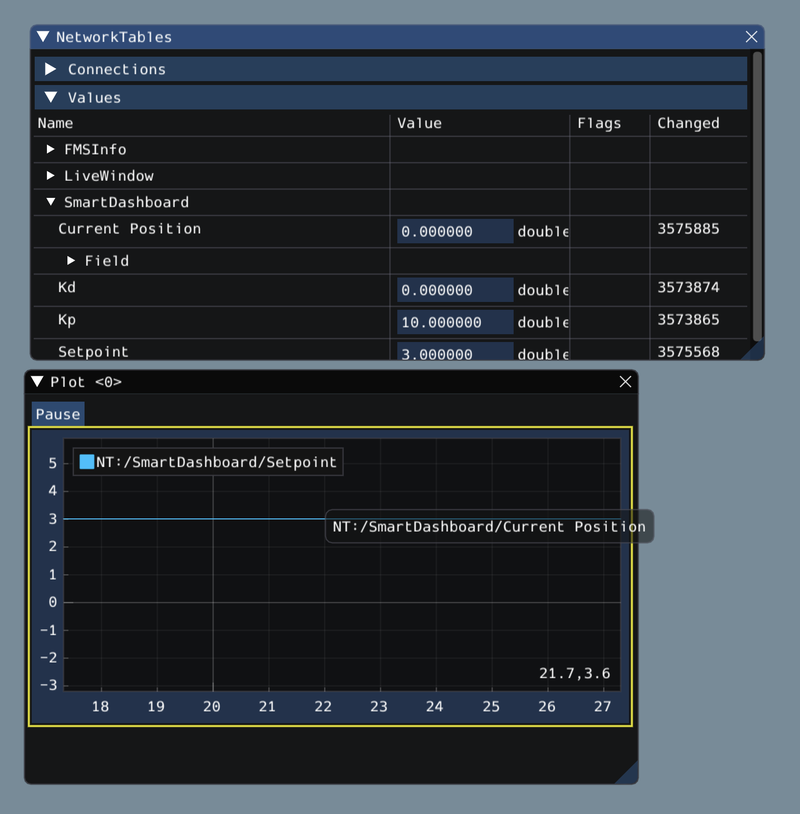 NetworkTables
Connections
Values
Name Value Flags Changed
FMSInfo
LiveWindow
SmartDashboard
Current Position 0.000000 double 3575885
Field
Kd 0.000000 double 3573874
Kp 10.000000 double 3573865
Setpoint 3.000000 double 3575568
Plot <0>
Pause
NT:/SmartDashboard/Setpoint
5
4
3
NT:/SmartDashboard/Current Position
2
1
0
-1
-2
21.7,3.6
-3
18 19 20 21 22 23 24 25 26 27